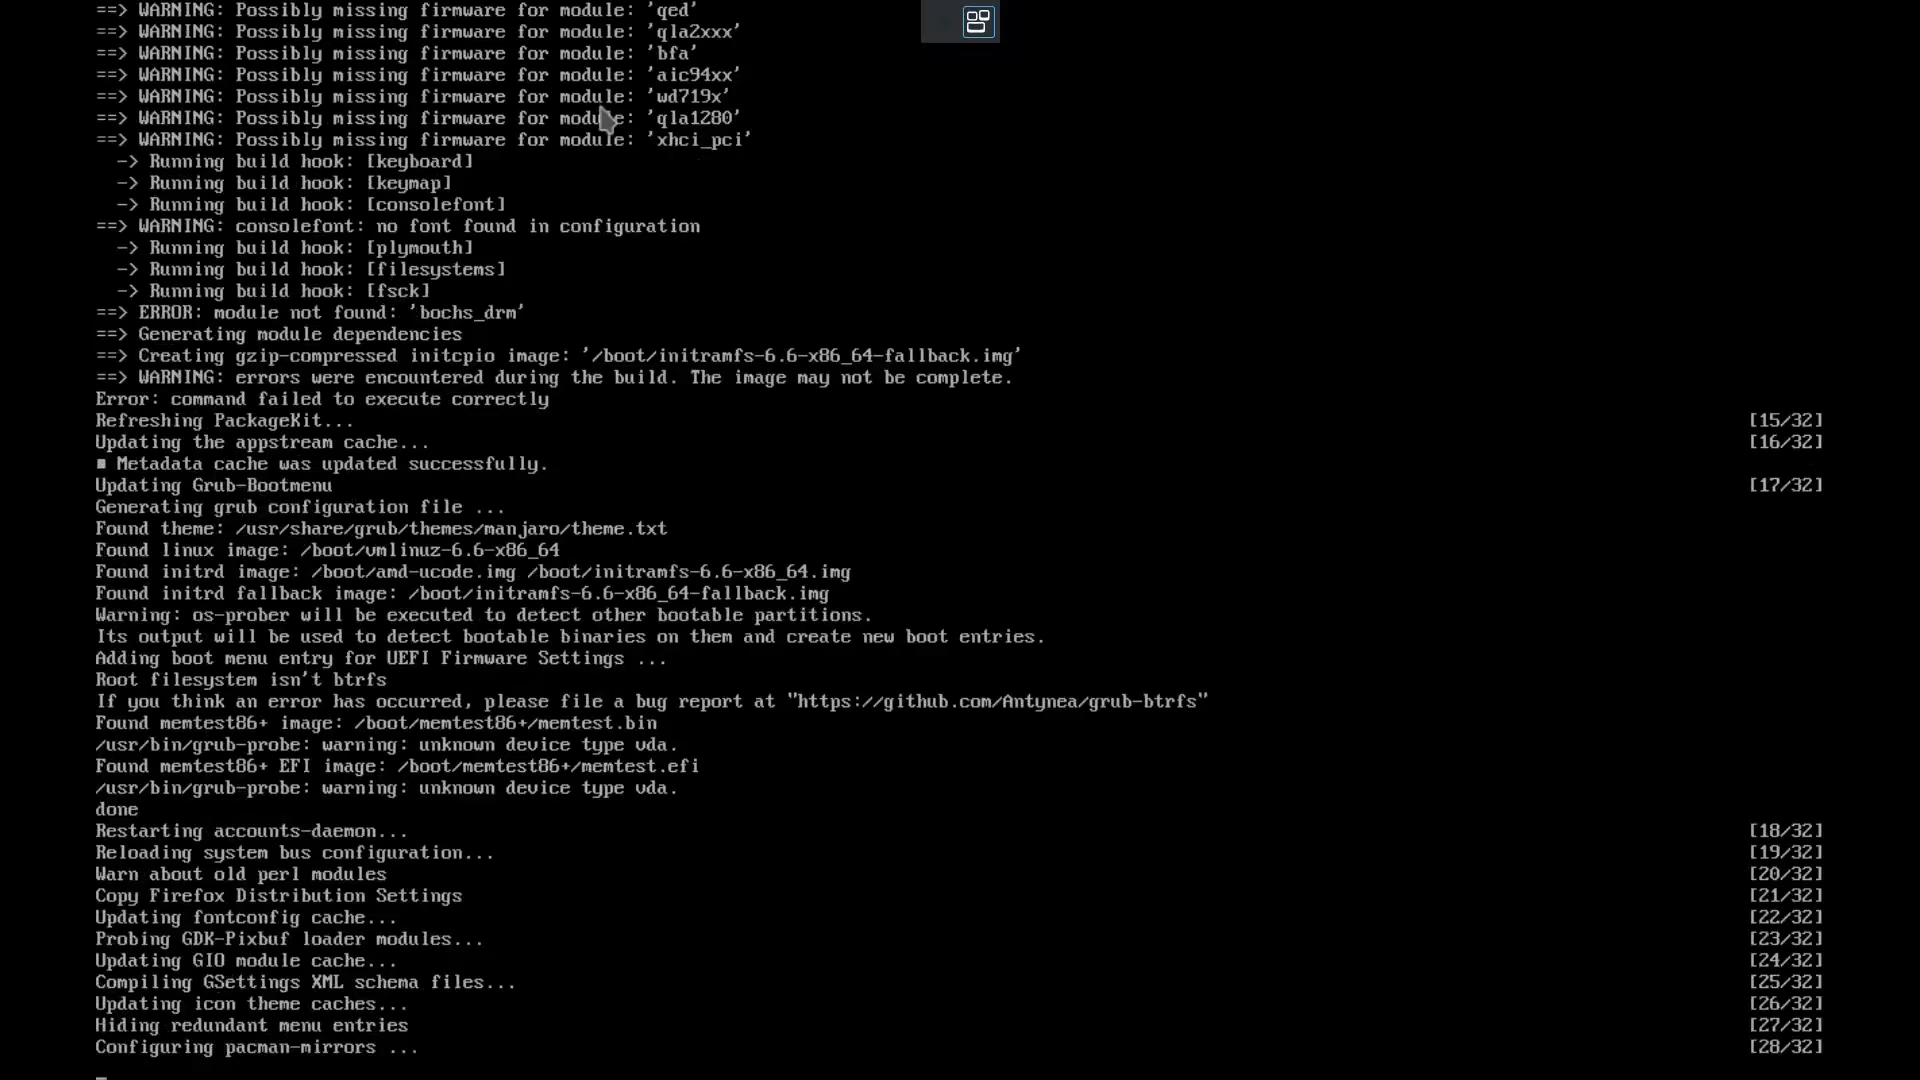 ==> WARNING: Possibly missing firmware for module: 'qed'
==> WARNING: Possibly missing firmware for module: 'qla2xxx'
==> WARNING: Possibly missing firmware for module: 'bfa'
==> WARNING: Possibly missing firmware for module: 'aic94xx'
==> WARNING: Possibly missing firmware for module: 'wd719x'
==> WARNING: Possibly missing firmware for module: 'qla1280'
==> WARNING: Possibly missing firmware for module: 'xhci_pci'
  -> Running build hook: [keyboard]
  -> Running build hook: [keymap]
  -> Running build hook: [consolefont]
==> WARNING: consolefont: no font found in configuration
  -> Running build hook: [plymouth]
  -> Running build hook: [filesystems]
  -> Running build hook: [fsck]
==> ERROR: module not found: 'bochs_drm'
==> Generating module dependencies
==> Creating gzip-compressed initcpio image: '/boot/initramfs-6.6-x86_64-fallback.img'
==> WARNING: errors were encountered during the build. The image may not be complete.
Error: command failed to execute correctly
Refreshing PackageKit... [15/32]
Updating the appstream cache... [16/32]
■ Metadata cache was updated successfully.
Updating Grub-Bootmenu [17/32]
Generating grub configuration file ...
Found theme: /usr/share/grub/themes/manjaro/theme.txt
Found linux image: /boot/vmlinuz-6.6-x86_64
Found initrd image: /boot/amd-ucode.img /boot/initramfs-6.6-x86_64.img
Found initrd fallback image: /boot/initramfs-6.6-x86_64-fallback.img
Warning: os-prober will be executed to detect other bootable partitions.
Its output will be used to detect bootable binaries on them and create new boot entries.
Adding boot menu entry for UEFI Firmware Settings ...
Root filesystem isn't btrfs
If you think an error has occurred, please file a bug report at "https://github.com/Antynea/grub-btrfs"
Found memtest86+ image: /boot/memtest86+/memtest.bin
/usr/bin/grub-probe: warning: unknown device type vda.
Found memtest86+ EFI image: /boot/memtest86+/memtest.efi
/usr/bin/grub-probe: warning: unknown device type vda.
done
Restarting accounts-daemon... [18/32]
Reloading system bus configuration... [19/32]
Warn about old perl modules [20/32]
Copy Firefox Distribution Settings [21/32]
Updating fontconfig cache... [22/32]
Probing GDK-Pixbuf loader modules... [23/32]
Updating GIO module cache... [24/32]
Compiling GSettings XML schema files... [25/32]
Updating icon theme caches... [26/32]
Hiding redundant menu entries [27/32]
Configuring pacman-mirrors ... [28/32]